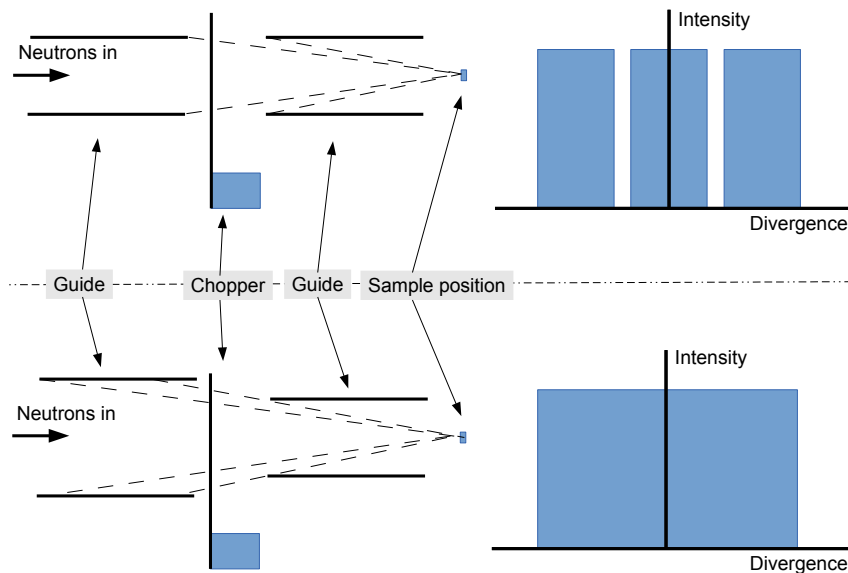 Intensity
Neutrons in
Divergence
Guide
Chopper
Guide
Sample position
Intensity
Neutrons in
Divergence